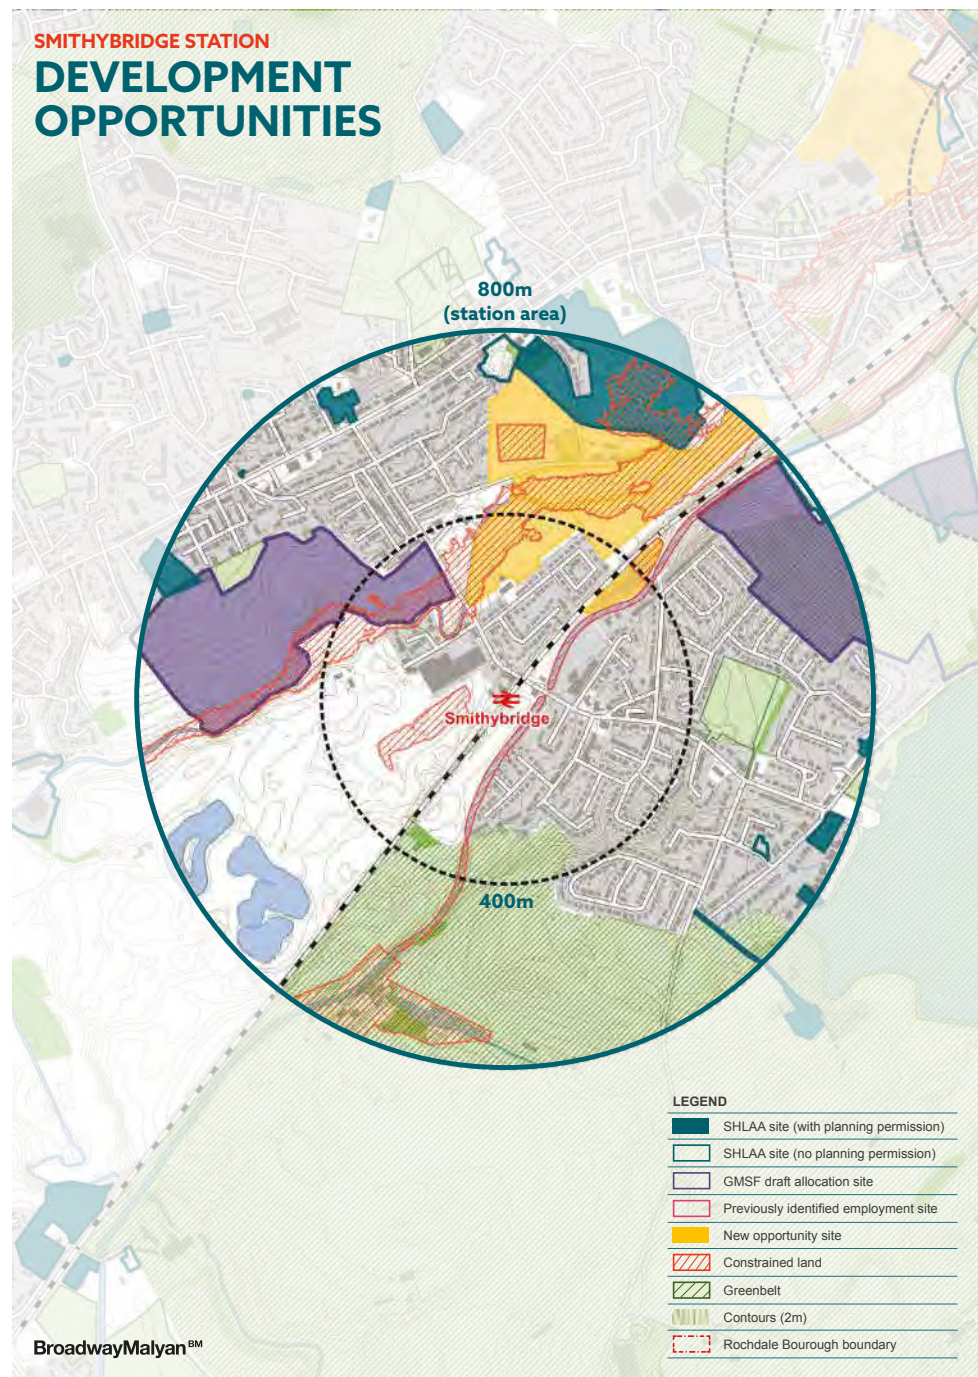 SMITHYBRIDGE STATION
DEVELOPMENT
OPPORTUNITIES
800m
(station area)
Smithybridge
400m
LEGEND
SHLAA site (with planning permission)
SHLAA site (no planning permission)
GMSF draft allocation site
Previously identified employment site
New opportunity site
Constrained land
Greenbelt
Contours (2m)
Rochdale Bourough boundary
BroadwayMalyan BM